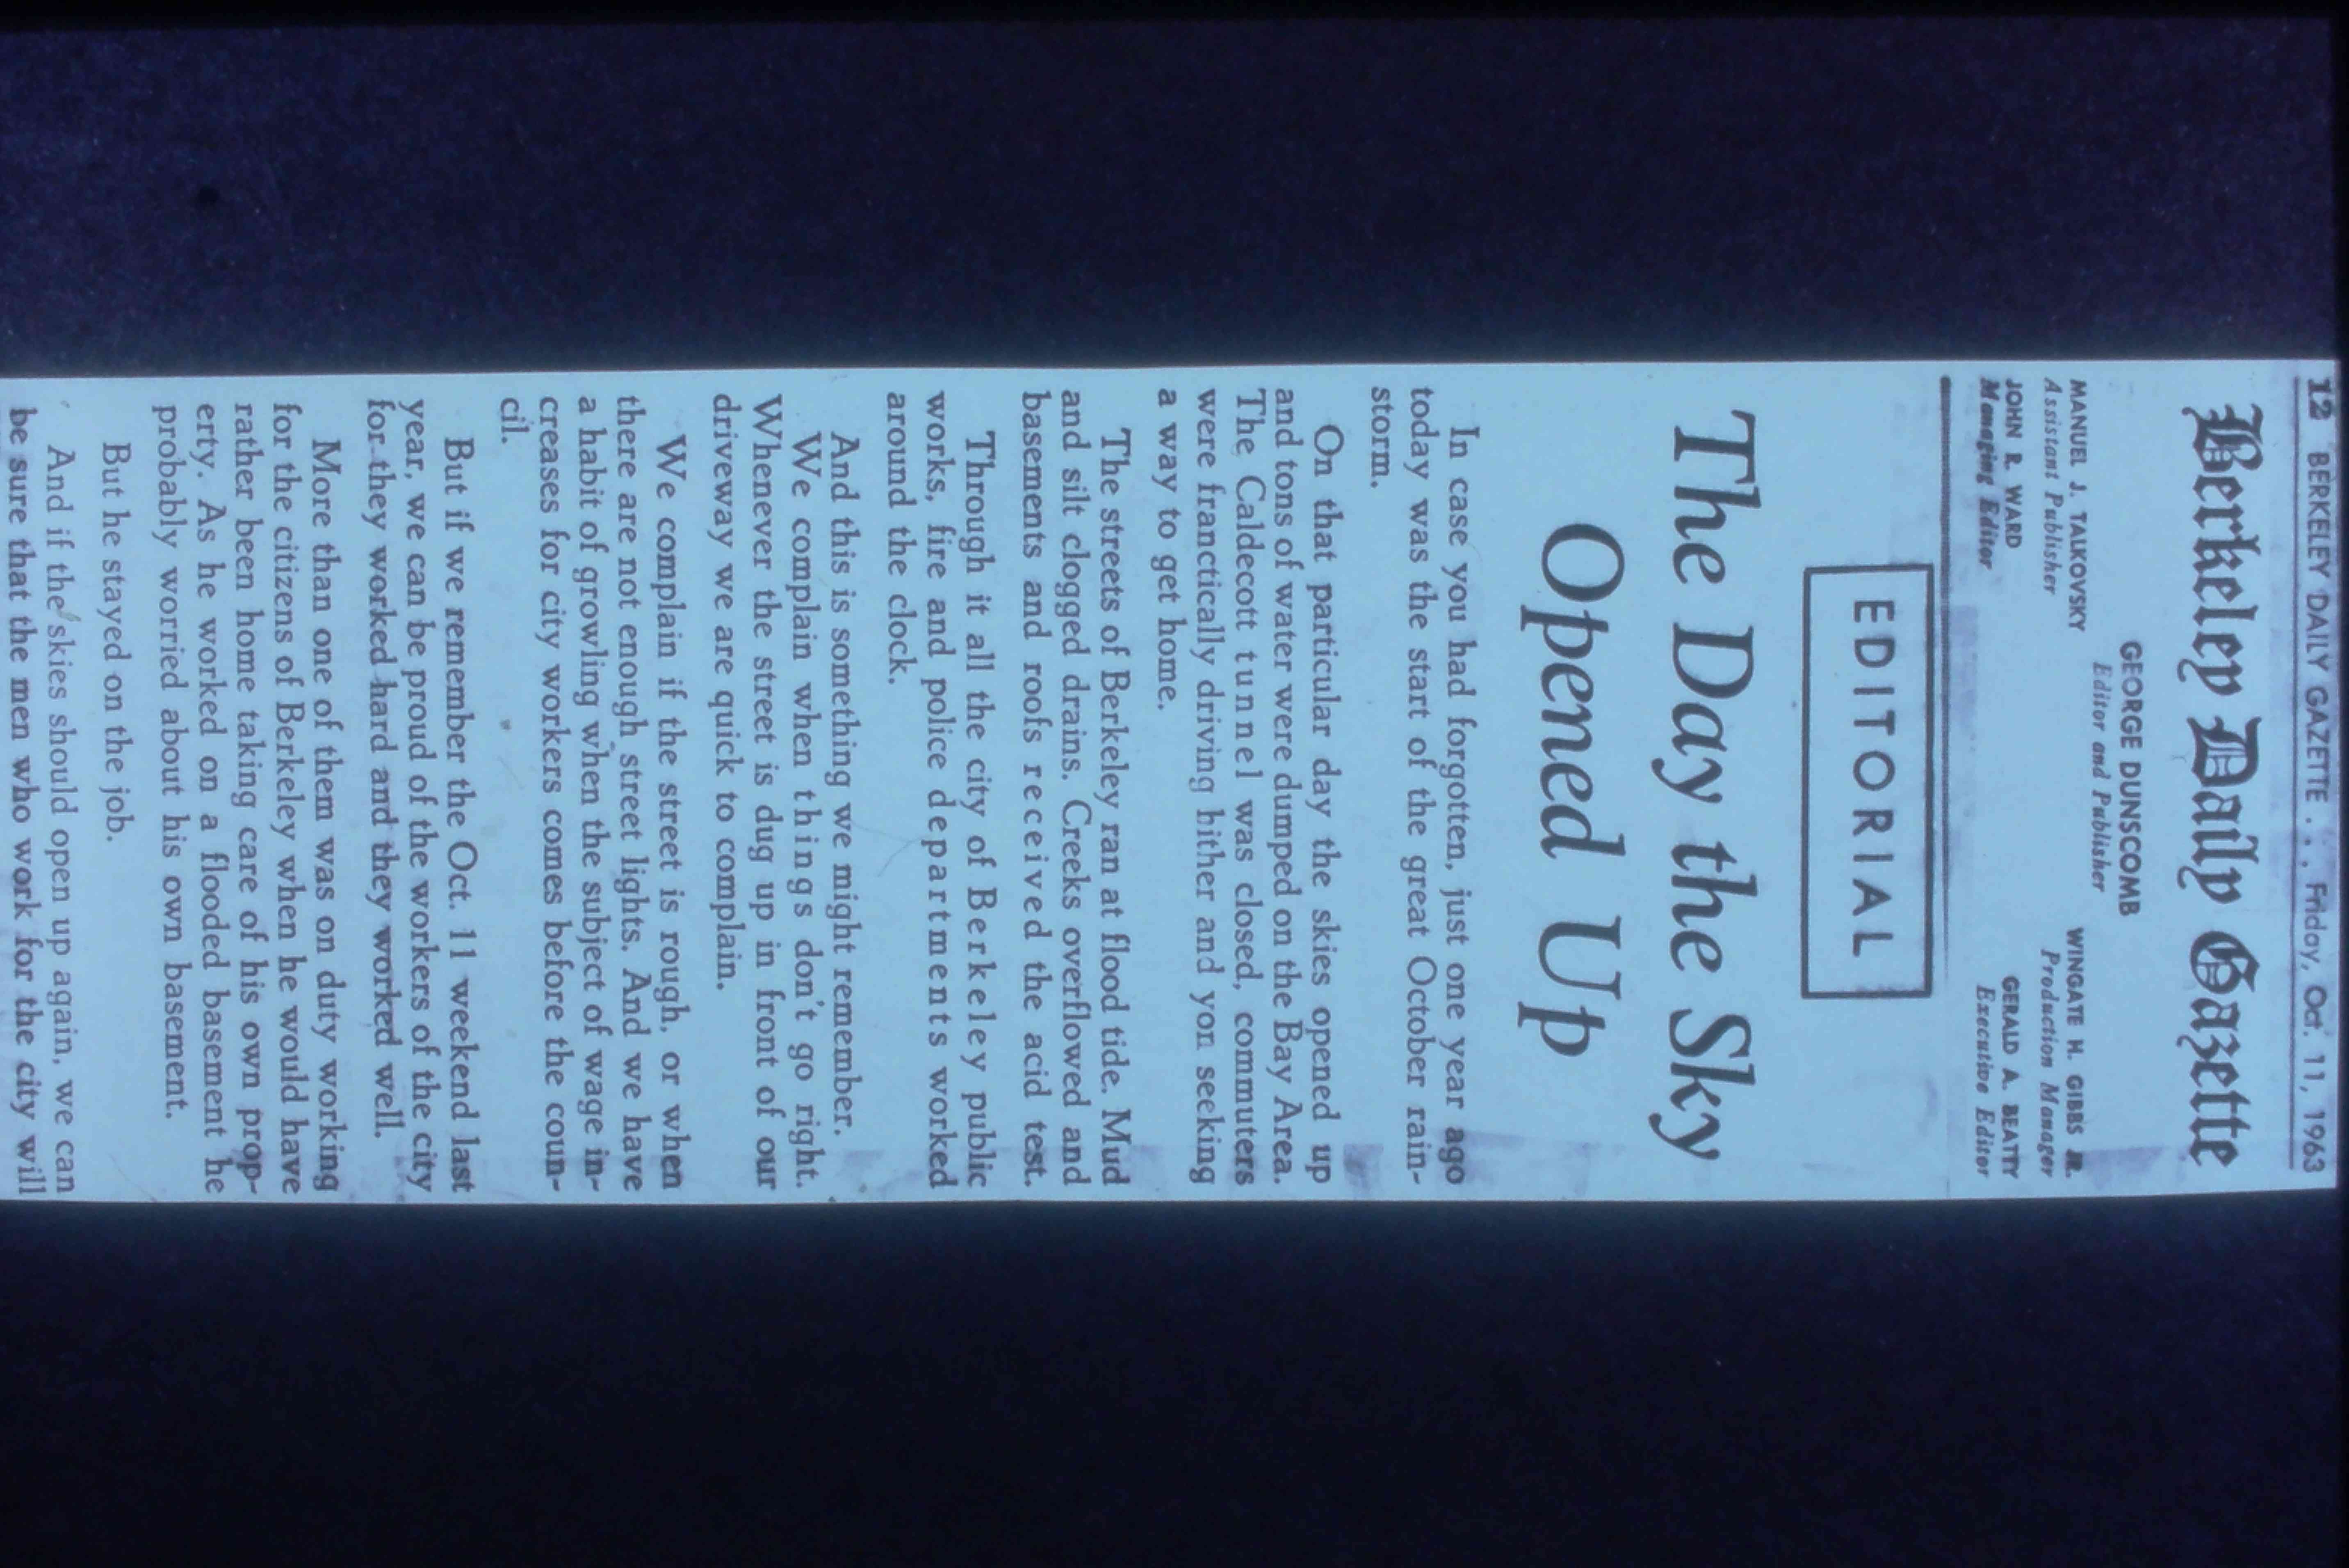 12 BERKELEY DAILY GAZETTE . . . Friday, Oct. 11, 1963
Berkeley Daily Gazette
GEORGE DUNSCOMB
Editor and Publisher
MANUEL J. TALKOVSKY
Assistant Publisher
WINGATE H. GIBBS JR.
Production Manager
JOHN R. WARD
Managing Editor
GERALD A. BEATTY
Executive Editor
EDITORIAL
The Day the Sky
Opened Up
In case you had forgotten, just one year ago
today was the start of the great October rain-
storm.
On that particular day the skies opened up
and tons of water were dumped on the Bay Area.
The Caldecott tunnel was closed, commuters
were franctically driving hither and yon seeking
a way to get home.
The streets of Berkeley ran at flood tide. Mud
and silt clogged drains. Creeks overflowed and
basements and roofs received the acid test.
Through it all the city of Berkeley public
works, fire and police departments worked
around the clock.
And this is something we might remember.
We complain when things don't go right.
Whenever the street is dug up in front of our
driveway we are quick to complain.
We complain if the street is rough, or when
there are not enough street lights. And we have
a habit of growling when the subject of wage in-
creases for city workers comes before the coun-
cil.
But if we remember the Oct. 11 weekend last
year, we can be proud of the workers of the city
for they worked hard and they worked well.
More than one of them was on duty working
for the citizens of Berkeley when he would have
rather been home taking care of his own prop-
erty. As he worked on a flooded basement he
probably worried about his own basement.
But he stayed on the job.
And if the skies should open up again, we can
be sure that the men who work for the city will